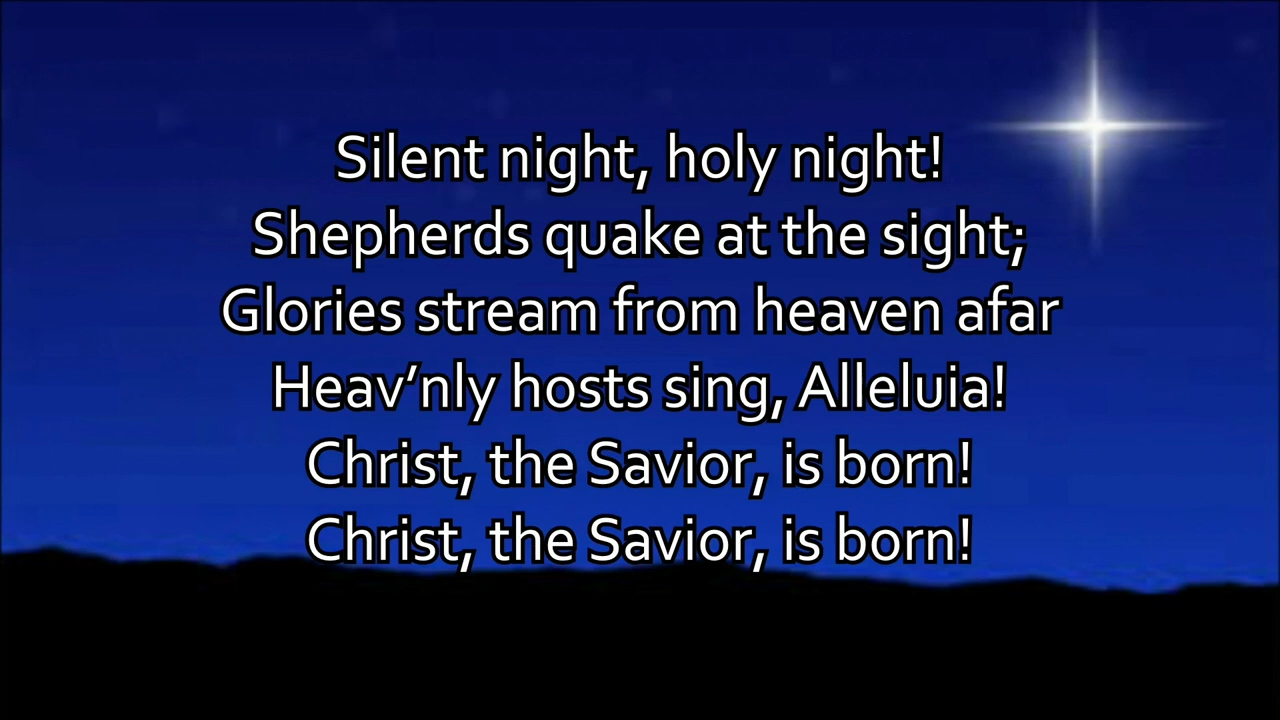 Silent night, holy night!
Shepherds quake at the sight;
Glories stream from heaven afar
Heav’nly hosts sing, Alleluia!
Christ, the Savior, is born!
Christ, the Savior, is born!